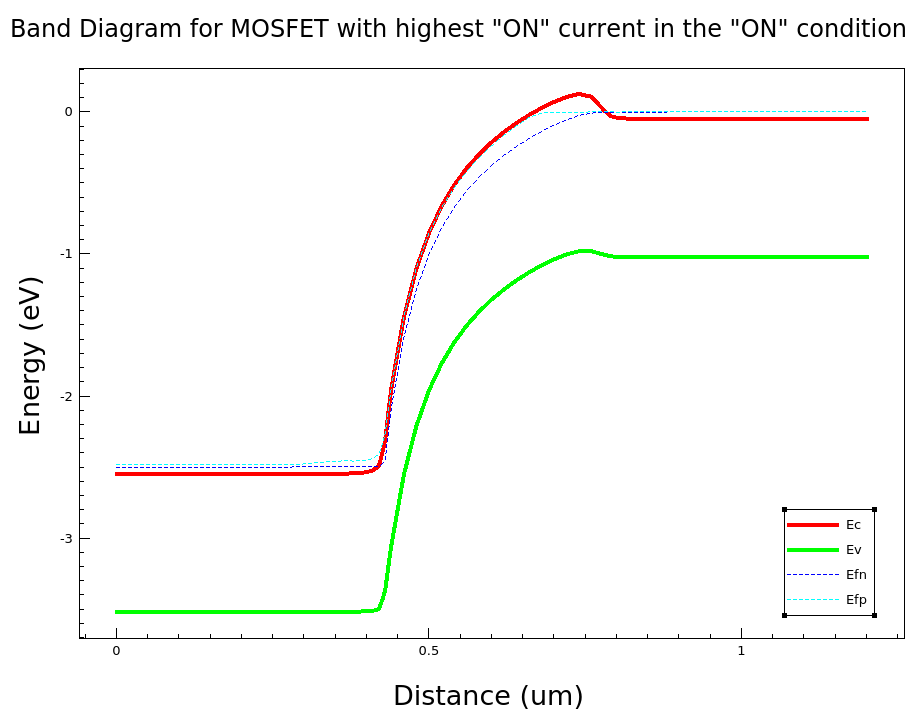 Band Diagram for MOSFET with highest "ON" current in the "ON" condition
0
-1
-2
-3
Energy (eV)
Ec
Ev
Efn
Efp
0
0.5
1
Distance (um)